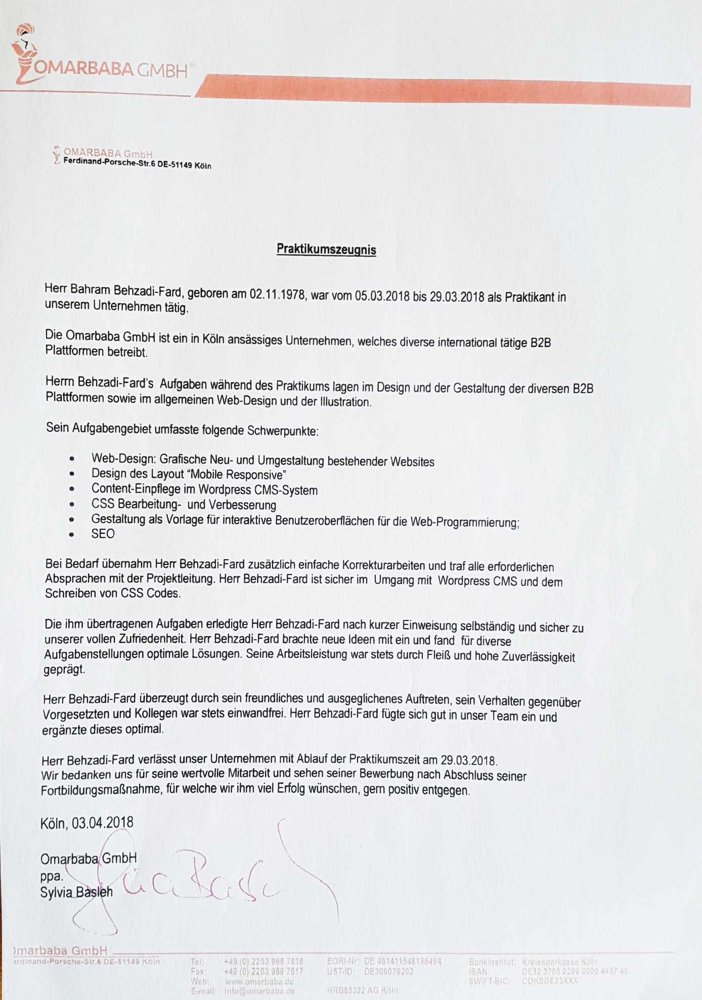 OMARBABA GMBH®
OMARBABA GmbH
Ferdinand-Porsche-Str.6 DE-51149 Köln
Praktikumszeugnis
Herr Bahram Behzadi-Fard, geboren am 02.11.1978, war vom 05.03.2018 bis 29.03.2018 als Praktikant in
unserem Unternehmen tätig.
Die Omarbaba GmbH ist ein in Köln ansässiges Unternehmen, welches diverse international tätige B2B
Plattformen betreibt.
Herrn Behzadi-Fard's Aufgaben während des Praktikums lagen im Design und der Gestaltung der diversen B2B
Plattformen sowie im allgemeinen Web-Design und der Illustration.
Sein Aufgabengebiet umfasste folgende Schwerpunkte:
• Web-Design: Grafische Neu- und Umgestaltung bestehender Websites
• Design des Layout “Mobile Responsive”
• Content-Einpflege im Wordpress CMS-System
• CSS Bearbeitung- und Verbesserung
• Gestaltung als Vorlage für interaktive Benutzeroberflächen für die Web-Programmierung;
• SEO
Bei Bedarf übernahm Herr Behzadi-Fard zusätzlich einfache Korrekturarbeiten und traf alle erforderlichen
Absprachen mit der Projektleitung. Herr Behzadi-Fard ist sicher im Umgang mit Wordpress CMS und dem
Schreiben von CSS Codes.
Die ihm übertragenen Aufgaben erledigte Herr Behzadi-Fard nach kurzer Einweisung selbständig und sicher zu
unserer vollen Zufriedenheit. Herr Behzadi-Fard brachte neue Ideen mit ein und fand für diverse
Aufgabenstellungen optimale Lösungen. Seine Arbeitsleistung war stets durch Fleiß und hohe Zuverlässigkeit
geprägt.
Herr Behzadi-Fard überzeugt durch sein freundliches und ausgeglichenes Auftreten, sein Verhalten gegenüber
Vorgesetzten und Kollegen war stets einwandfrei. Herr Behzadi-Fard fügte sich gut in unser Team ein und
ergänzte dieses optimal.
Herr Behzadi-Fard verlässt unser Unternehmen mit Ablauf der Praktikumszeit am 29.03.2018.
Wir bedanken uns für seine wertvolle Mitarbeit und sehen seiner Bewerbung nach Abschluss seiner
Fortbildungsmaßnahme, für welche wir ihm viel Erfolg wünschen, gern positiv entgegen.
Köln, 03.04.2018
Omarbaba GmbH
ppa.
Sylvia Basleh
Omarbaba GmbH
erdinand-Porsche-Str.6 DE-51149 Köln
Tel: +49 (0) 2203 988 7616 EORI-Nr: DE 461411548186494 Bankinstitut: Kreissparkasse Köln
Fax: +49 (0) 2203 988 7617 UST-ID: DE309079202 IBAN: DE32 3705 0299 0000 4457 46
Web: www.omarbaba.de SWIFT-BIC: COKSDE33XXX
E-mail: info@omarbaba.de HRB85322 AG Köln